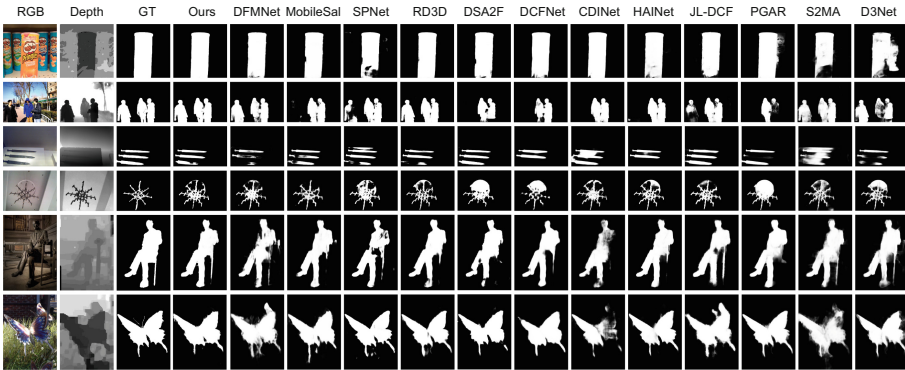 RGB Depth GT Ours DFMNet MobileSal SPNet RD3D DSA2F DCFNet CDINet HAINet JL-DCF PGAR S2MA D3Net